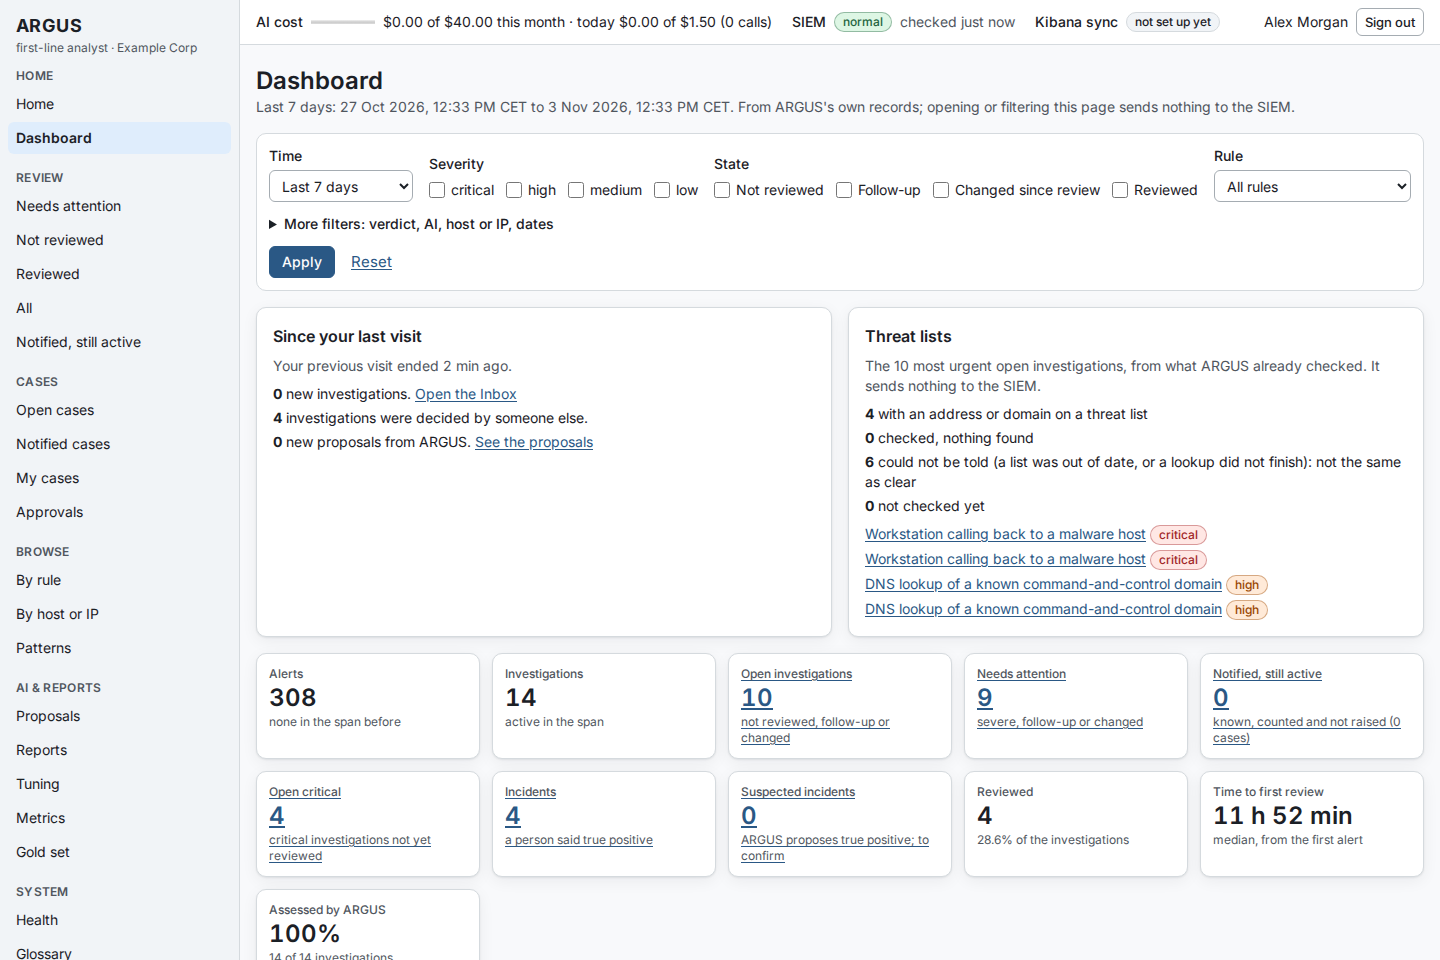 ARGUS
first-line analyst · Example Corp
HOME
Home
Dashboard
REVIEW
Needs attention
Not reviewed
Reviewed
All
Notified, still active
CASES
Open cases
Notified cases
My cases
Approvals
BROWSE
By rule
By host or IP
Patterns
AI & REPORTS
Proposals
Reports
Tuning
Metrics
Gold set
SYSTEM
Health
Glossary
AI cost $0.00 of $40.00 this month · today $0.00 of $1.50 (0 calls) SIEM normal checked just now Kibana sync not set up yet Alex Morgan Sign out
Dashboard
Last 7 days: 27 Oct 2026, 12:33 PM CET to 3 Nov 2026, 12:33 PM CET. From ARGUS's own records; opening or filtering this page sends nothing to the SIEM.
Time Severity State Rule
Last 7 days critical high medium low Not reviewed Follow-up Changed since review Reviewed All rules
More filters: verdict, AI, host or IP, dates
Apply Reset
Since your last visit
Your previous visit ended 2 min ago.
0 new investigations. Open the Inbox
4 investigations were decided by someone else.
0 new proposals from ARGUS. See the proposals
Threat lists
The 10 most urgent open investigations, from what ARGUS already checked. It
sends nothing to the SIEM.
4 with an address or domain on a threat list
0 checked, nothing found
6 could not be told (a list was out of date, or a lookup did not finish): not the same
as clear
0 not checked yet
Workstation calling back to a malware host critical
Workstation calling back to a malware host critical
DNS lookup of a known command-and-control domain high
DNS lookup of a known command-and-control domain high
Alerts
308
none in the span before
Investigations
14
active in the span
Open investigations
10
not reviewed, follow-up or
changed
Needs attention
9
severe, follow-up or changed
Notified, still active
0
known, counted and not raised (0
cases)
Open critical
4
critical investigations not yet
reviewed
Incidents
4
a person said true positive
Suspected incidents
0
ARGUS proposes true positive; to
confirm
Reviewed
4
28.6% of the investigations
Time to first review
11 h 52 min
median, from the first alert
Assessed by ARGUS
100%
14 of 14 investigations